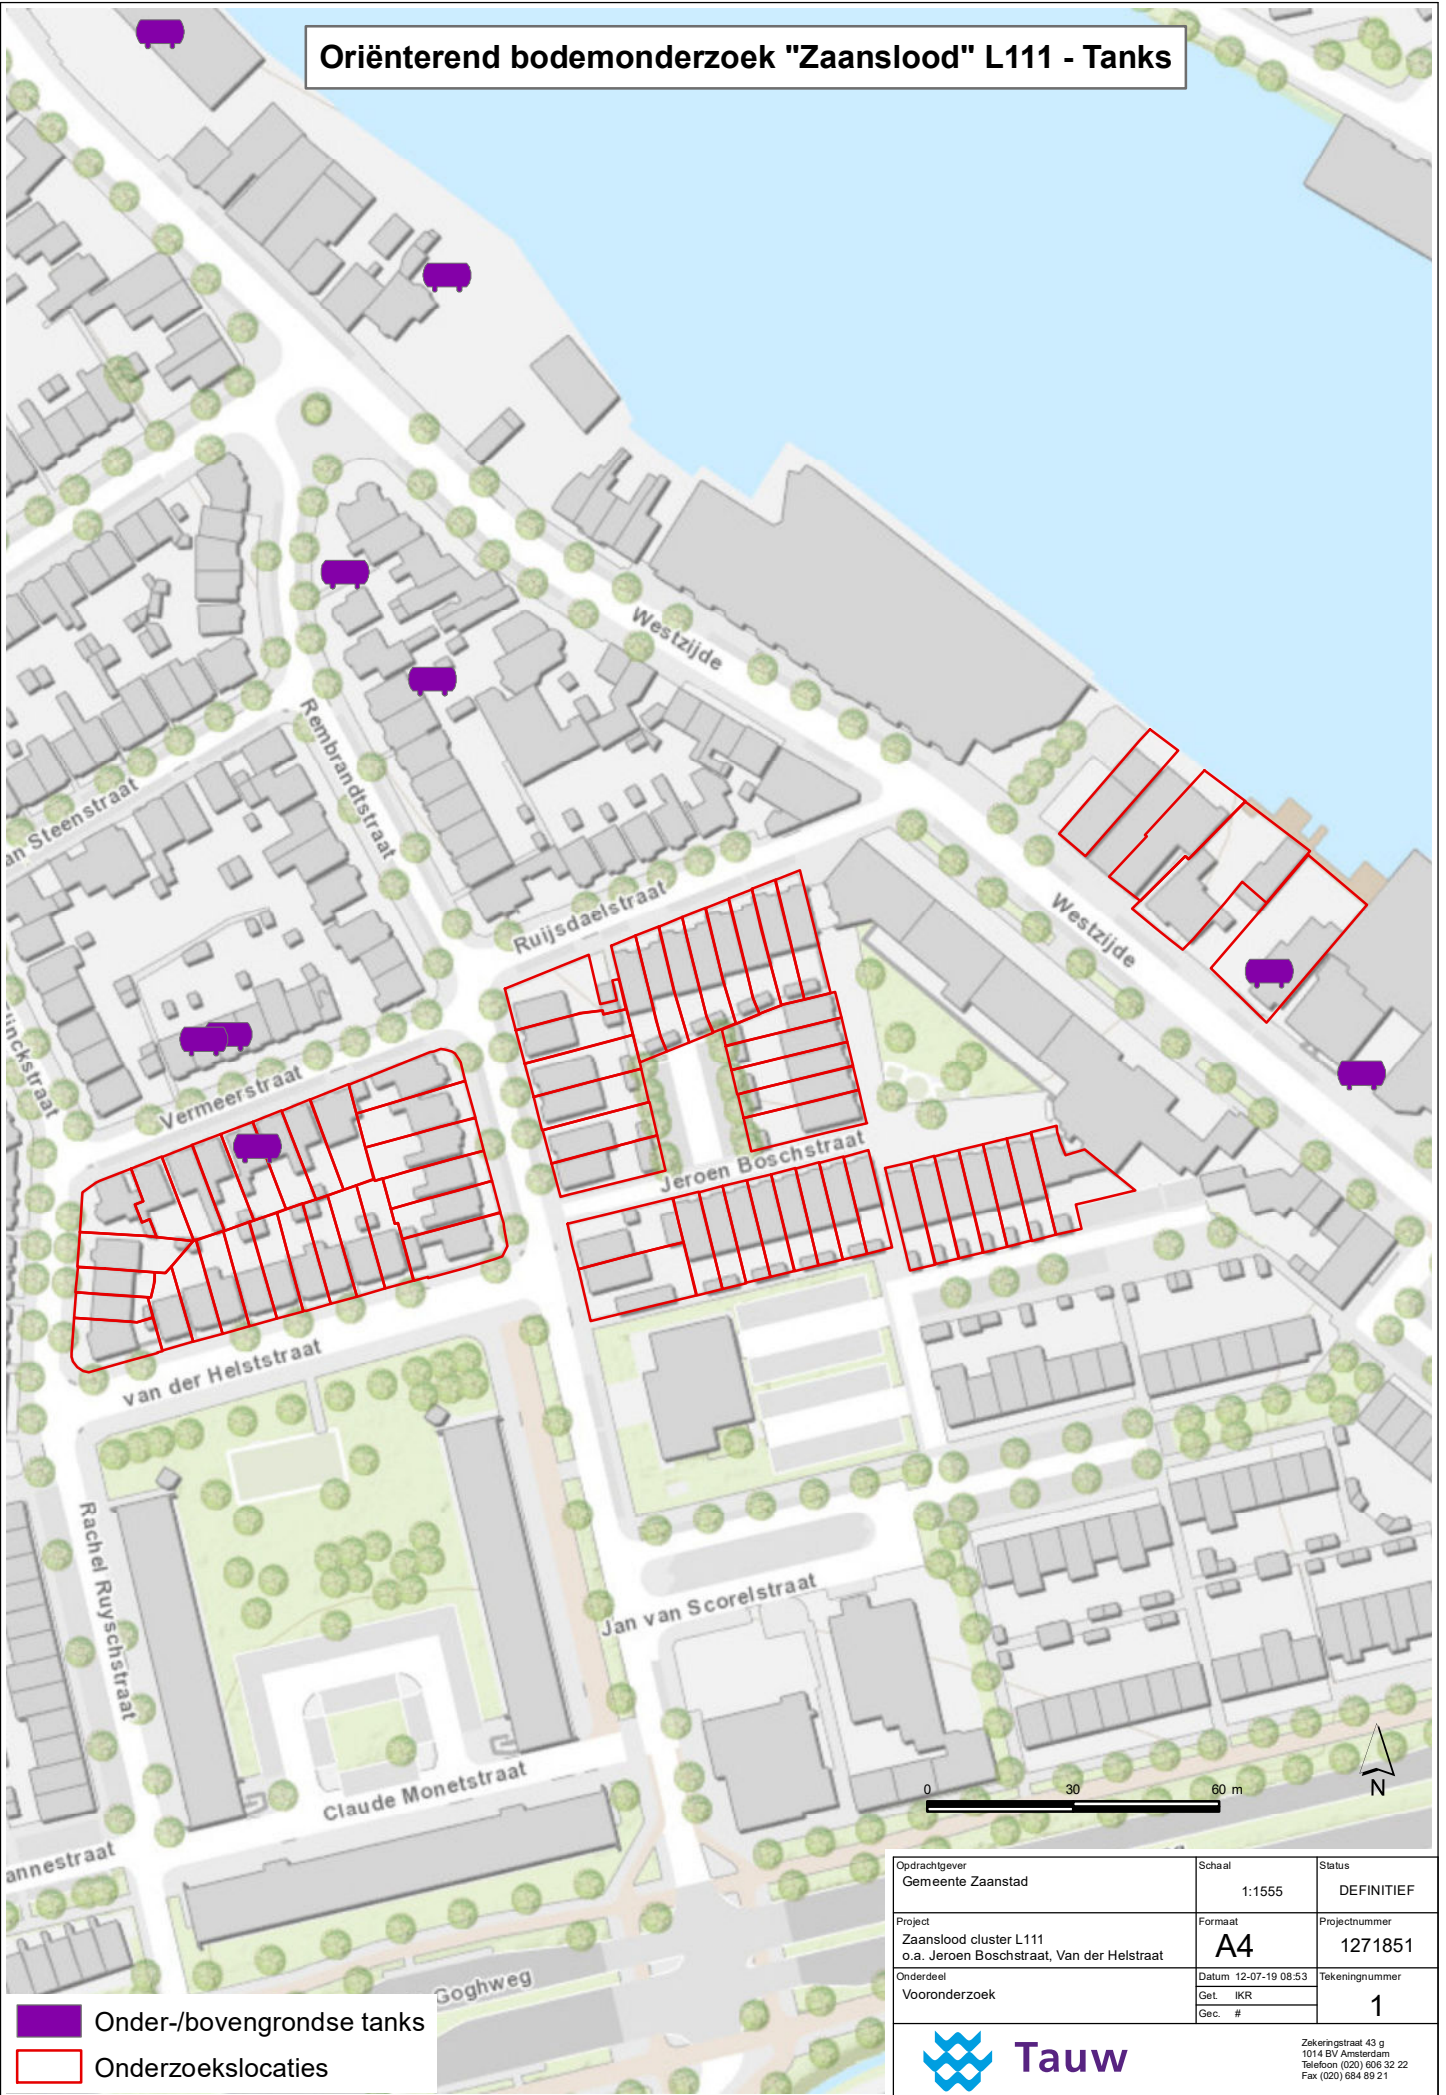 Oriënterend bodemonderzoek "Zaanslood" L111 - Tanks
Westzijde
Rembrandtstraat
an Steenstraat
Westzijde
Ruijsdaelstraat
linckstraat
Vermeerstraat
Jeroen Boschstraat
van der Helststraat
Rachel Ruyschstraat
Jan van Scorelstraat
Claude Monetstraat
annestraat
Goghweg
0 30 60 m
N
Onder-/bovengrondse tanks
Onderzoekslocaties
Opdrachtgever
Gemeente Zaanstad
Schaal
1:1555
Status
DEFINITIEF
Project
Zaanslood cluster L111
o.a. Jeroen Boschstraat, Van der Helstraat
Formaat
A4
Projectnummer
1271851
Onderdeel
Vooronderzoek
Datum 12-07-19 08:53
Get. IKR
Gec. #
Tekeningnummer
1
Tauw
Zekeringstraat 43 g
1014 BV Amsterdam
Telefoon (020) 606 32 22
Fax (020) 684 89 21